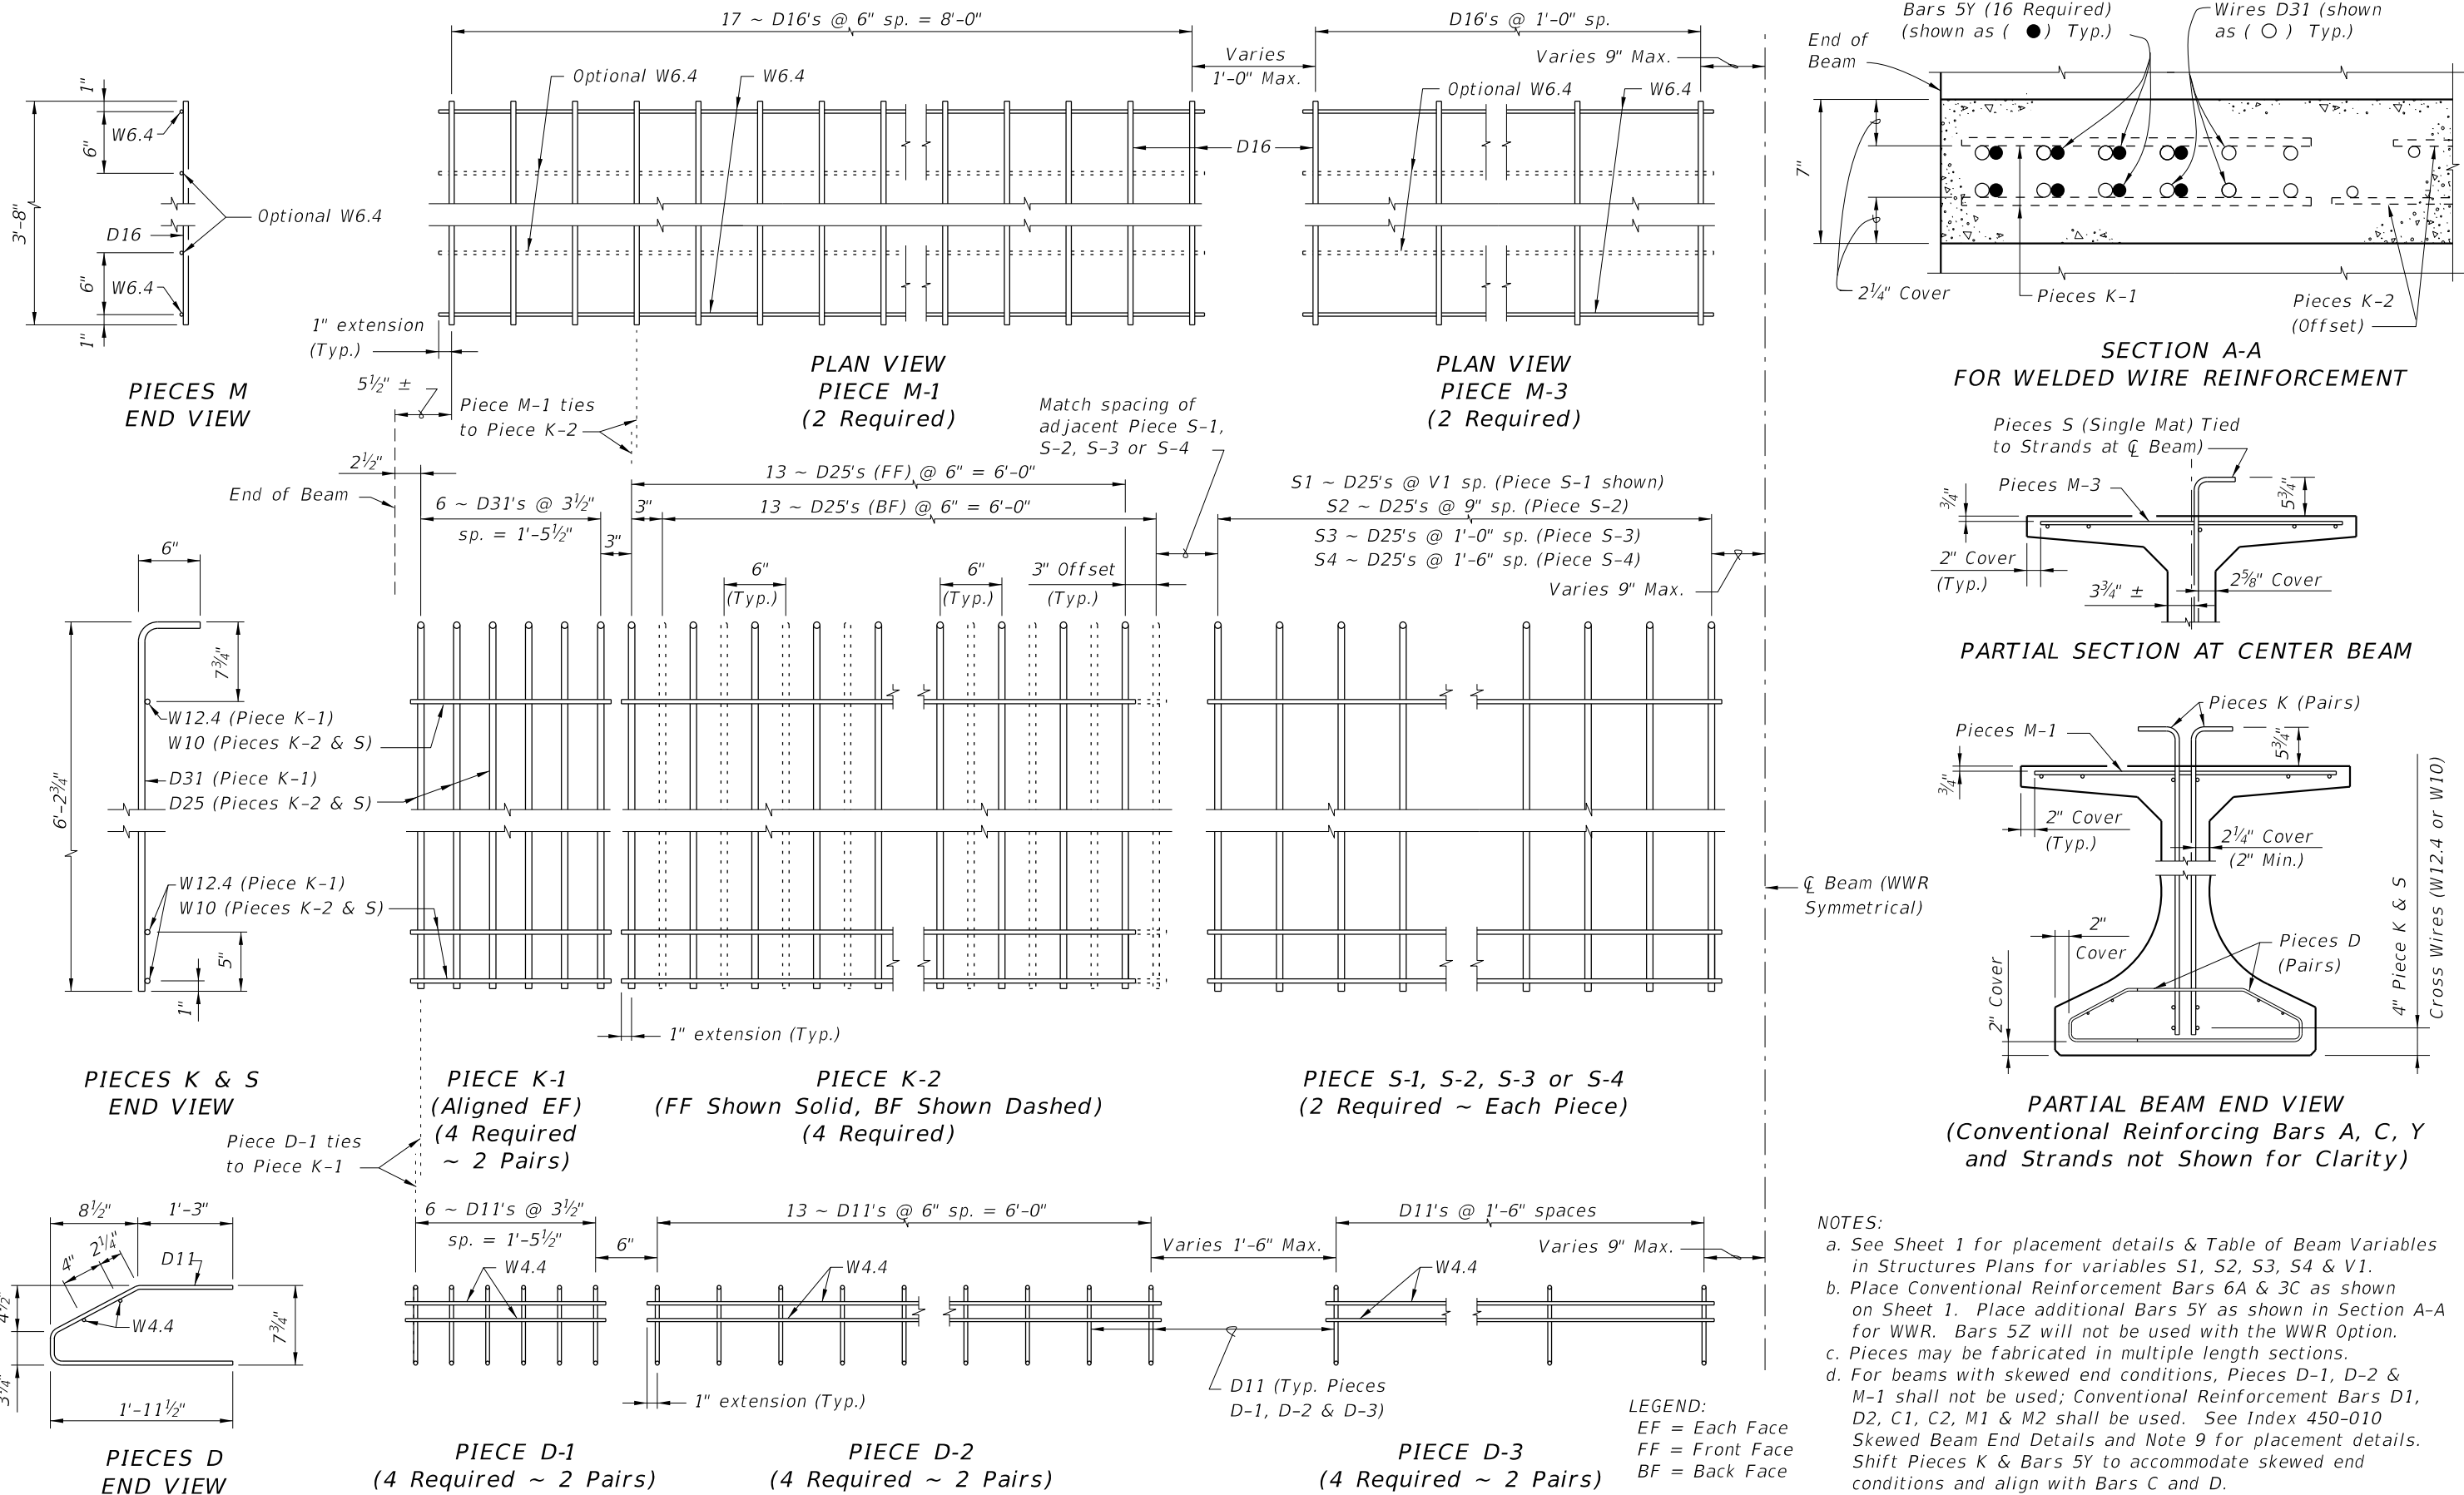 17 ~ D16's @ 6" sp. = 8'-0"
D16's @ 1'-0" sp.
Varies
1'-0" Max.
Varies 9" Max.
Optional W6.4
W6.4
Optional W6.4
W6.4
D16
1"
6"
3'-8"
6"
1"
W6.4
Optional W6.4
D16
W6.4
PIECES M
END VIEW
1" extension
(Typ.)
5½" ±
Piece M-1 ties
to Piece K-2
PLAN VIEW
PIECE M-1
(2 Required)
PLAN VIEW
PIECE M-3
(2 Required)
Bars 5Y (16 Required)
(shown as ( ● ) Typ.)
Wires D31 (shown
as ( ○ ) Typ.)
End of
Beam
7"
2¼" Cover
Pieces K-1
Pieces K-2
(Offset)
SECTION A-A
FOR WELDED WIRE REINFORCEMENT
2½"
End of Beam
6 ~ D31's @ 3½"
sp. = 1'-5½"
3"
3"
13 ~ D25's (FF) @ 6" = 6'-0"
13 ~ D25's (BF) @ 6" = 6'-0"
Match spacing of
adjacent Piece S-1,
S-2, S-3 or S-4
S1 ~ D25's @ V1 sp. (Piece S-1 shown)
S2 ~ D25's @ 9" sp. (Piece S-2)
S3 ~ D25's @ 1'-0" sp. (Piece S-3)
S4 ~ D25's @ 1'-6" sp. (Piece S-4)
Varies 9" Max.
6"
(Typ.)
6"
(Typ.)
3" Offset
(Typ.)
6"
7¾"
6'-2¾"
W12.4 (Piece K-1)
W10 (Pieces K-2 & S)
D31 (Piece K-1)
D25 (Pieces K-2 & S)
W12.4 (Piece K-1)
W10 (Pieces K-2 & S)
5"
1"
1" extension (Typ.)
℄ Beam (WWR
Symmetrical)
PIECES K & S
END VIEW
PIECE K-1
(Aligned EF)
(4 Required
~ 2 Pairs)
PIECE K-2
(FF Shown Solid, BF Shown Dashed)
(4 Required)
PIECE S-1, S-2, S-3 or S-4
(2 Required ~ Each Piece)
Pieces S (Single Mat) Tied
to Strands at ℄ Beam)
Pieces M-3
¾"
5¾"
2" Cover
(Typ.)
3¾" ±
2⅝" Cover
PARTIAL SECTION AT CENTER BEAM
Pieces K (Pairs)
Pieces M-1
¾"
5¾"
2" Cover
(Typ.)
2¼" Cover
(2" Min.)
2"
Cover
Pieces D
(Pairs)
2" Cover
4" Piece K & S
Cross Wires (W12.4 or W10)
PARTIAL BEAM END VIEW
(Conventional Reinforcing Bars A, C, Y
and Strands not Shown for Clarity)
Piece D-1 ties
to Piece K-1
8½"
1'-3"
4"
2¼"
D11
4½"
W4.4
7¾"
3¼"
1'-11½"
PIECES D
END VIEW
6 ~ D11's @ 3½"
sp. = 1'-5½"
6"
13 ~ D11's @ 6" sp. = 6'-0"
Varies 1'-6" Max.
D11's @ 1'-6" spaces
Varies 9" Max.
W4.4
W4.4
W4.4
1" extension (Typ.)
D11 (Typ. Pieces
D-1, D-2 & D-3)
PIECE D-1
(4 Required ~ 2 Pairs)
PIECE D-2
(4 Required ~ 2 Pairs)
PIECE D-3
(4 Required ~ 2 Pairs)
LEGEND:
EF = Each Face
FF = Front Face
BF = Back Face
NOTES:
a. See Sheet 1 for placement details & Table of Beam Variables
in Structures Plans for variables S1, S2, S3, S4 & V1.
b. Place Conventional Reinforcement Bars 6A & 3C as shown
on Sheet 1. Place additional Bars 5Y as shown in Section A-A
for WWR. Bars 5Z will not be used with the WWR Option.
c. Pieces may be fabricated in multiple length sections.
d. For beams with skewed end conditions, Pieces D-1, D-2 &
M-1 shall not be used; Conventional Reinforcement Bars D1,
D2, C1, C2, M1 & M2 shall be used. See Index 450-010
Skewed Beam End Details and Note 9 for placement details.
Shift Pieces K & Bars 5Y to accommodate skewed end
conditions and align with Bars C and D.